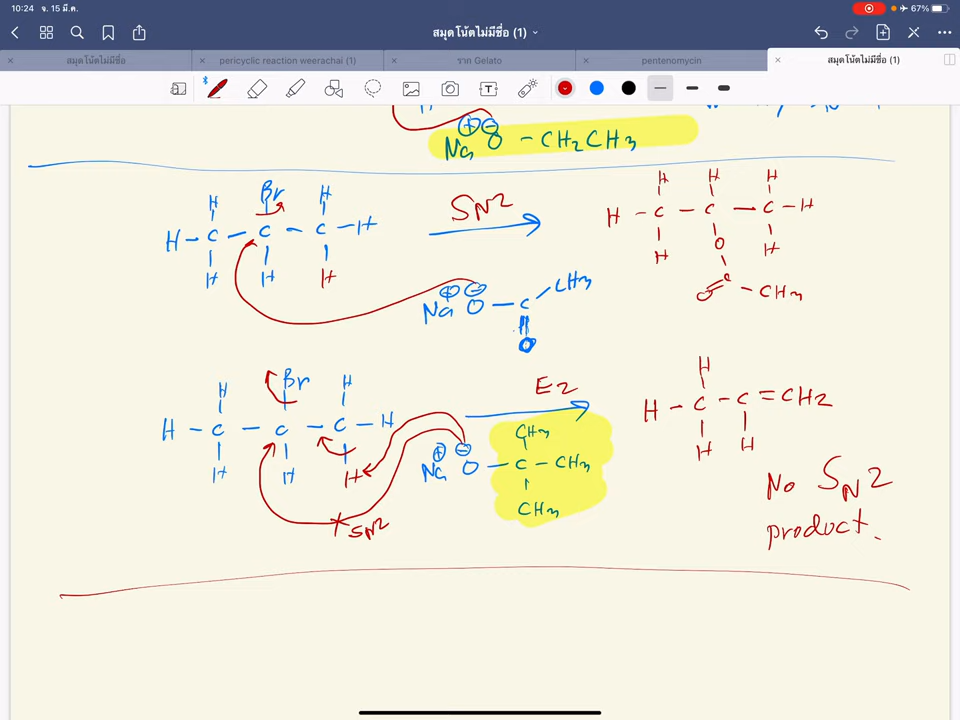 10:24 จ. 15 มี.ค.
67%
สมุดโน้ตไม่มีชื่อ (1)
สมุดโน้ตไม่มีชื่อ
pericyclic reaction weerachai (1)
ราก Gelato
pentenomycin
สมุดโน้ตไม่มีชื่อ (1)
⊕ ⊖
Na O - CH2CH3
H Br H
H - C - C - C - H
H H H
SN2
⊕ ⊖
Na O - C - CH3
O
H H H
H - C - C - C - H
H O H
O = C - CH3
H Br H
H - C - C - C - H
H H H
SN2
E2
⊕ ⊖
Na O - C - CH3
CH3
CH3
H
H - C - C = CH2
H H
No SN2
product.